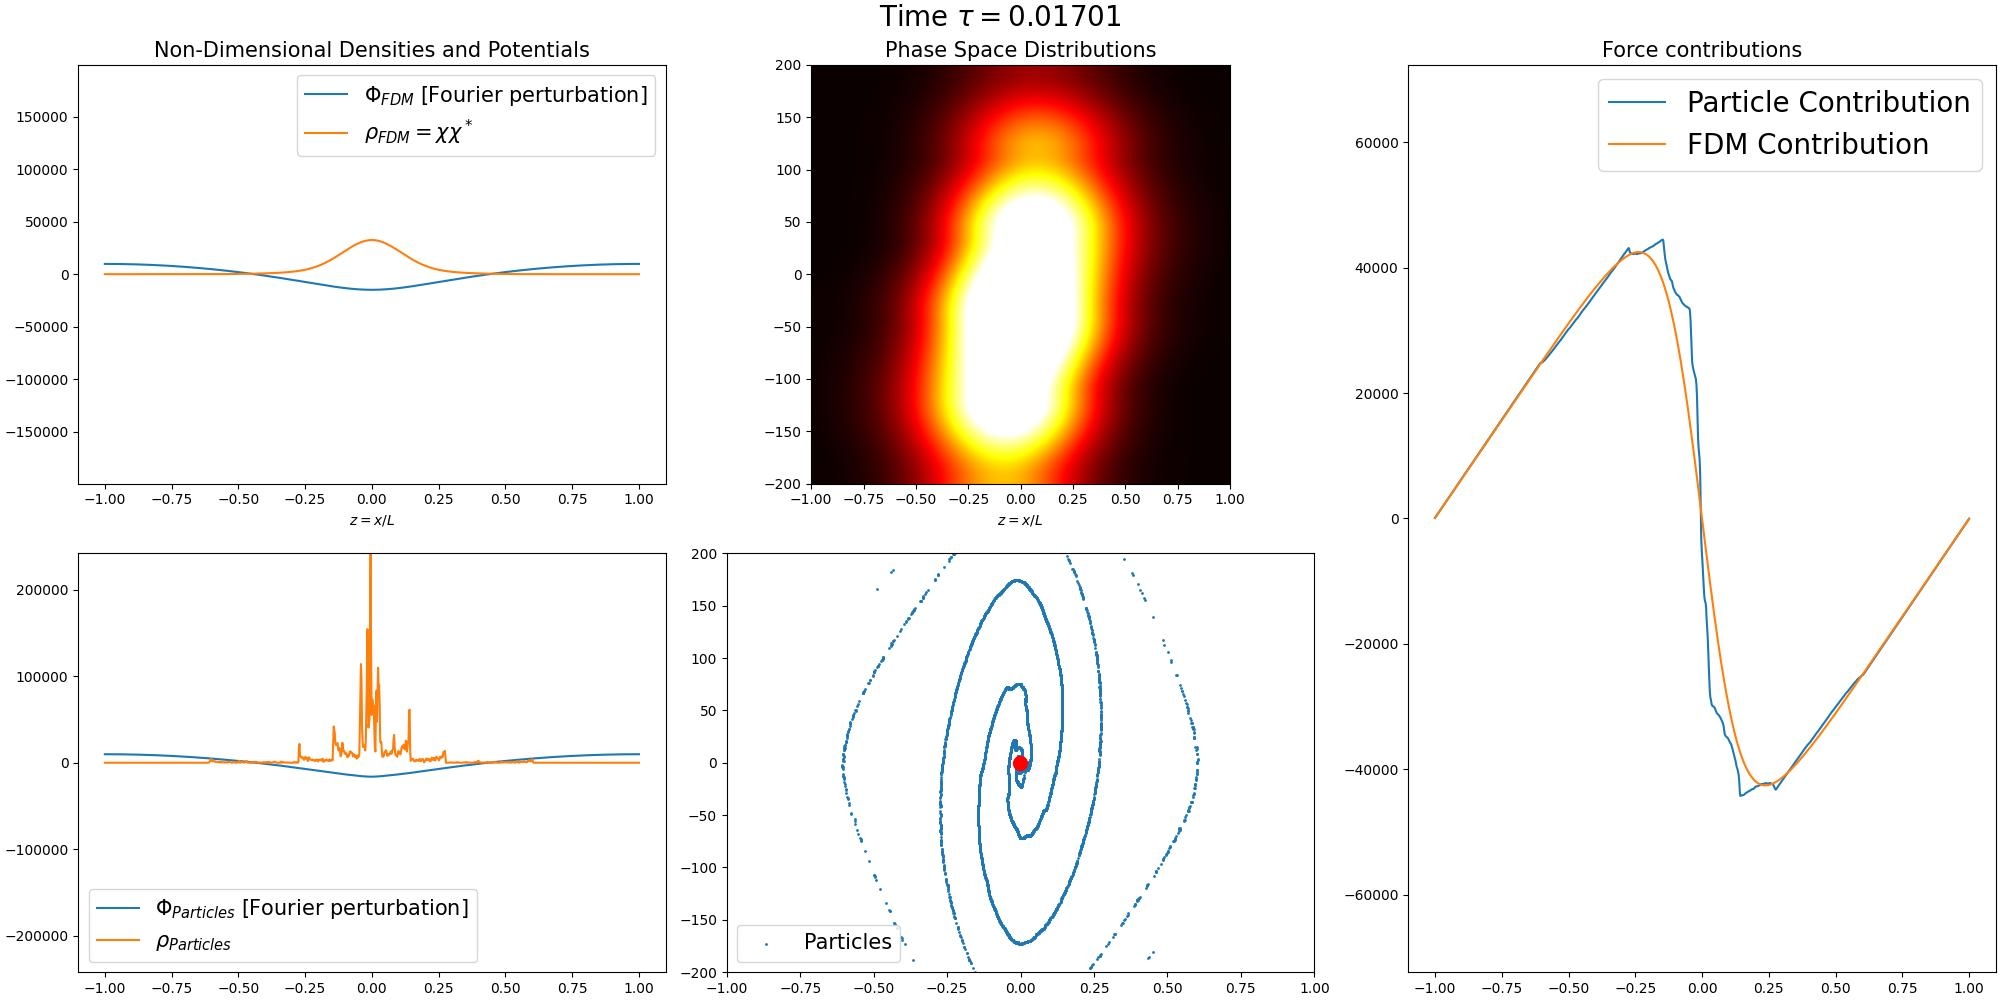 Time τ = 0.01701
Non-Dimensional Densities and Potentials
Φ_FDM [Fourier perturbation]
ρ_FDM = χχ*
150000
100000
50000
0
−50000
−100000
−150000
−1.00 −0.75 −0.50 −0.25 0.00 0.25 0.50 0.75 1.00
z = x/L
Phase Space Distributions
200
150
100
50
0
−50
−100
−150
−200
−1.00 −0.75 −0.50 −0.25 0.00 0.25 0.50 0.75 1.00
z = x/L
Force contributions
Particle Contribution
FDM Contribution
60000
40000
20000
0
−20000
−40000
−60000
−1.00 −0.75 −0.50 −0.25 0.00 0.25 0.50 0.75 1.00
200000
100000
0
−100000
−200000
Φ_Particles [Fourier perturbation]
ρ_Particles
−1.00 −0.75 −0.50 −0.25 0.00 0.25 0.50 0.75 1.00
200
150
100
50
0
−50
−100
−150
−200
Particles
−1.00 −0.75 −0.50 −0.25 0.00 0.25 0.50 0.75 1.00